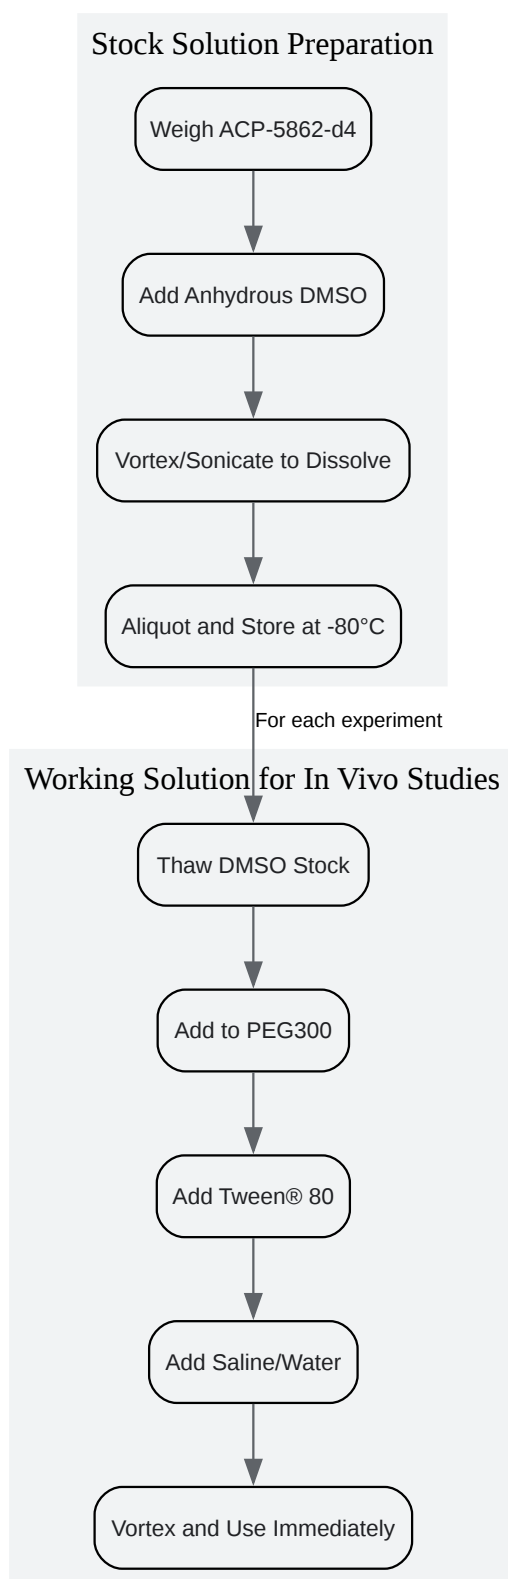 Stock Solution Preparation
Weigh ACP-5862-d4
Add Anhydrous DMSO
Vortex/Sonicate to Dissolve
Aliquot and Store at -80°C
For each experiment
Working Solution for In Vivo Studies
Thaw DMSO Stock
Add to PEG300
Add Tween® 80
Add Saline/Water
Vortex and Use Immediately